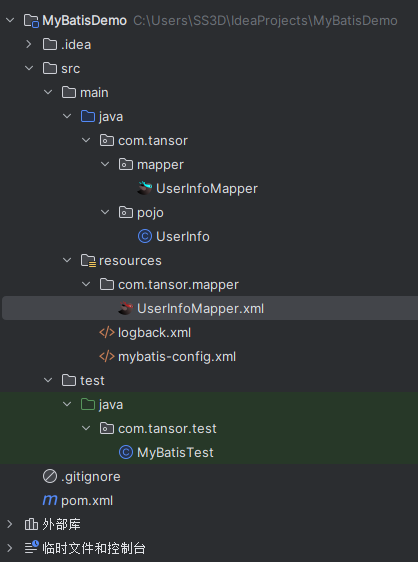 MyBatisDemo C:\Users\SS3D\IdeaProjects\MyBatisDemo
.idea
src
main
java
com.tansor
mapper
UserInfoMapper
pojo
UserInfo
resources
com.tansor.mapper
UserInfoMapper.xml
logback.xml
mybatis-config.xml
test
java
com.tansor.test
MyBatisTest
.gitignore
pom.xml
外部库
临时文件和控制台